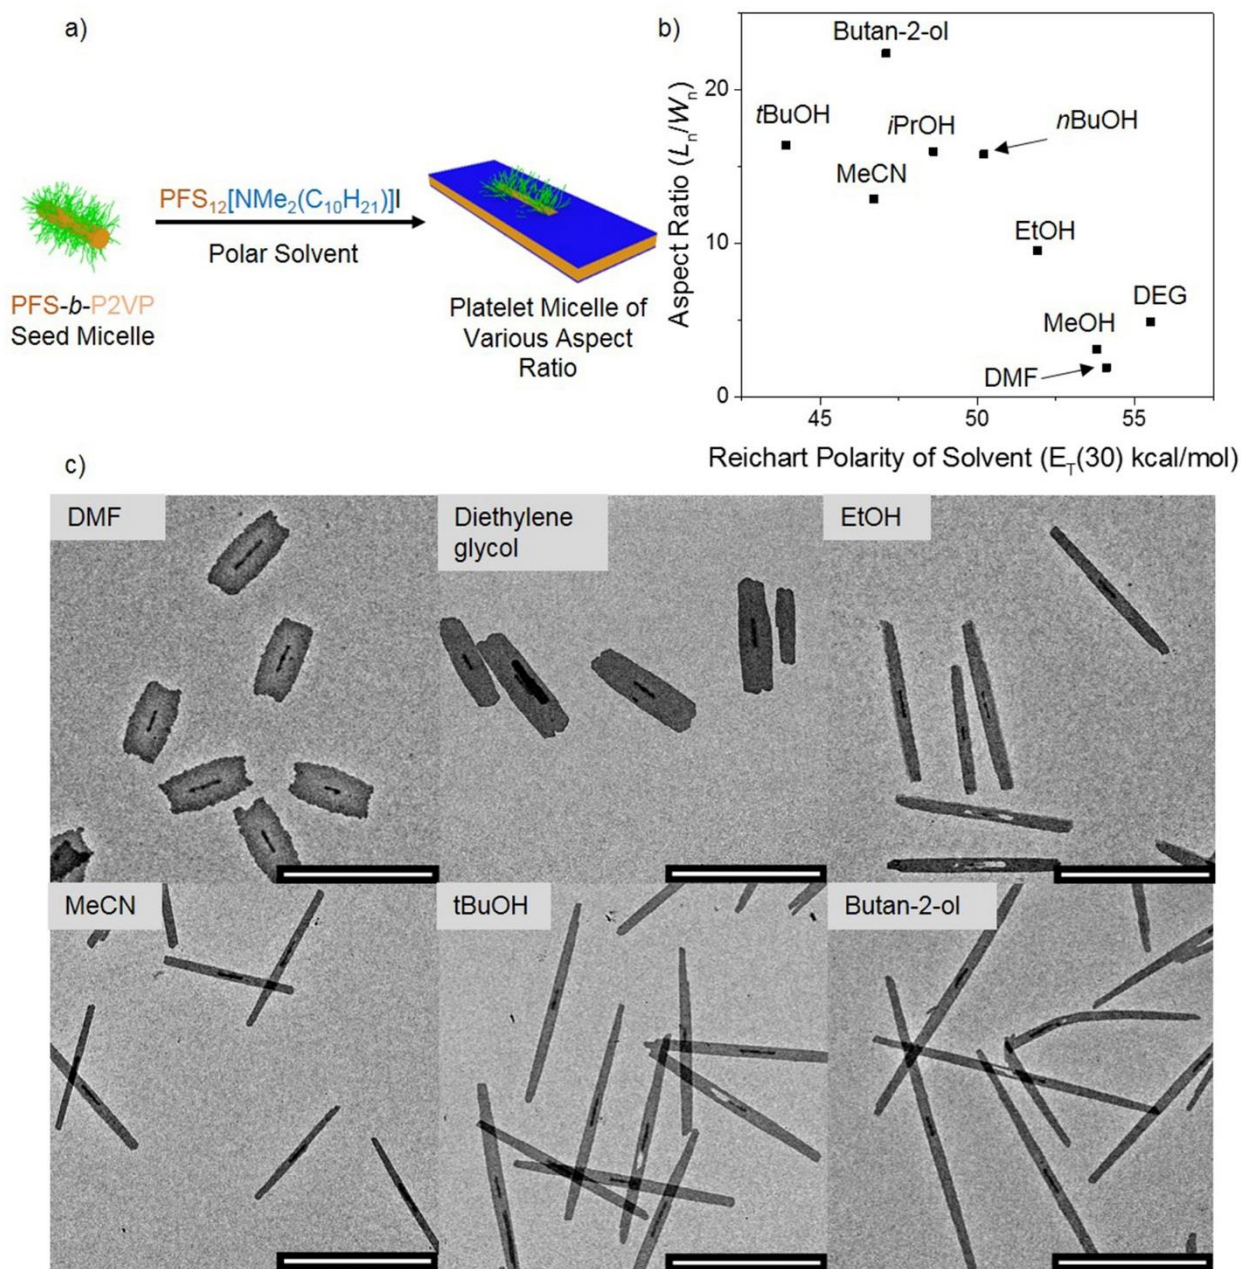 a)
PFS12[NMe2(C10H21)]I
Polar Solvent
PFS-b-P2VP
Seed Micelle
Platelet Micelle of
Various Aspect
Ratio
b)
Aspect Ratio (Ln/Wn)
20
10
0
Butan-2-ol
tBuOH
iPrOH
nBuOH
MeCN
EtOH
DEG
MeOH
DMF
45
50
55
Reichart Polarity of Solvent (ET(30) kcal/mol)
c)
DMF
Diethylene
glycol
EtOH
MeCN
tBuOH
Butan-2-ol